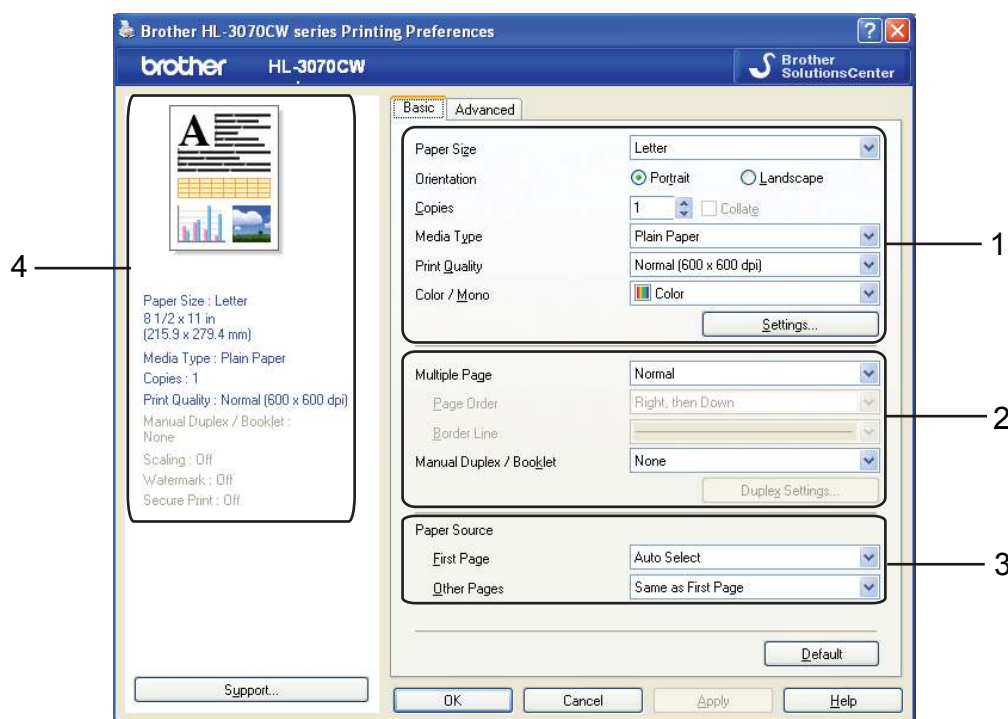 Brother HL-3070CW series Printing Preferences
brother HL-3070CW Brother SolutionsCenter
Basic Advanced
A
Paper Size Letter
Orientation Portrait Landscape
Copies 1 Collate
Media Type Plain Paper
Print Quality Normal (600 x 600 dpi)
Color / Mono Color
Settings...
1
Multiple Page Normal
Page Order Right, then Down
Border Line
Manual Duplex / Booklet None
Duplex Settings...
2
Paper Source
First Page Auto Select
Other Pages Same as First Page
3
Default
4
Paper Size : Letter
8 1/2 x 11 in
(215.9 x 279.4 mm)
Media Type : Plain Paper
Copies : 1
Print Quality : Normal (600 x 600 dpi)
Manual Duplex / Booklet :
None
Scaling : Off
Watermark : Off
Secure Print : Off
Support...
OK Cancel Apply Help